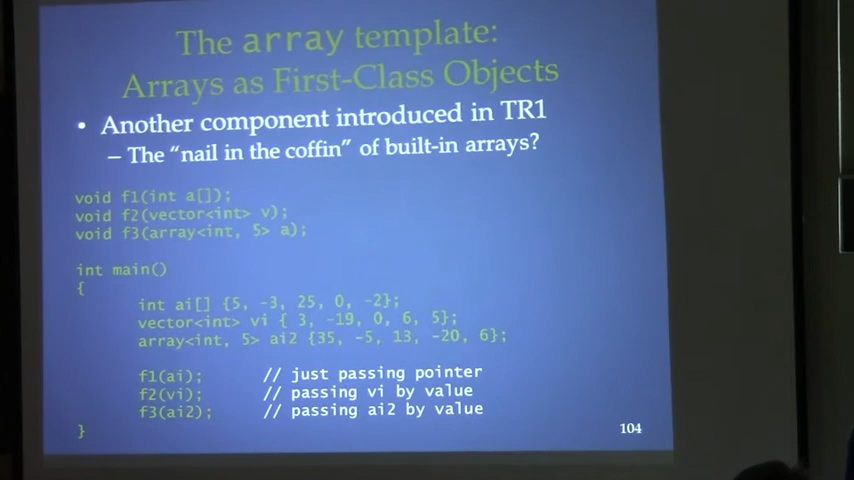 The array template:
Arrays as First-Class Objects
• Another component introduced in TR1
– The “nail in the coffin” of built-in arrays?
void f1(int a[]);
void f2(vector<int> v);
void f3(array<int, 5> a);
int main()
{
int ai[] {5, -3, 25, 0, -2};
vector<int> vi { 3, -19, 0, 6, 5};
array<int, 5> ai2 {35, -5, 13, -20, 6};
f1(ai); // just passing pointer
f2(vi); // passing vi by value
f3(ai2); // passing ai2 by value
}
104